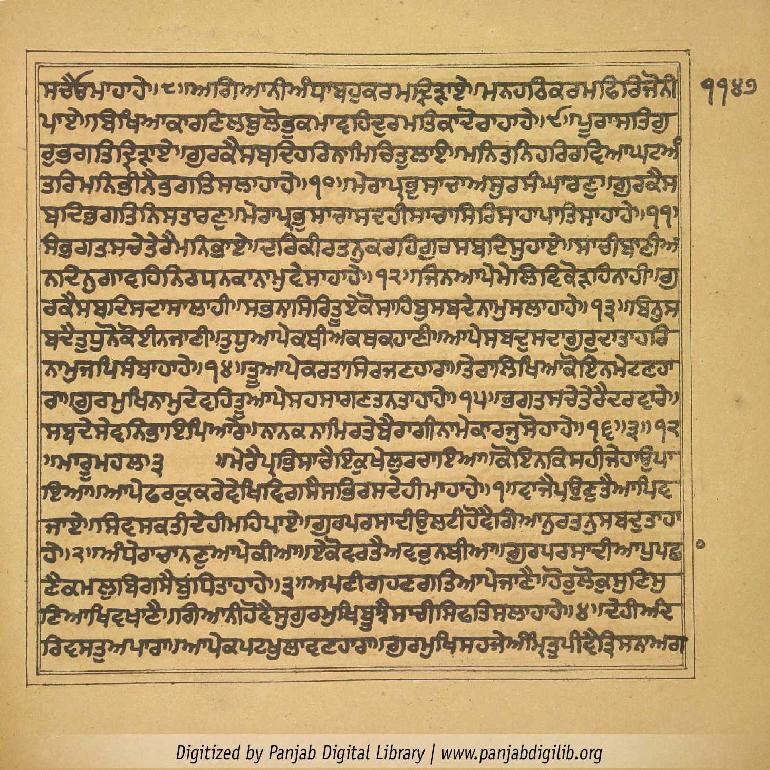 ੧੧੪੭
ਸਚੈਓਮਾਹਾਹੇ॥੮॥ਆਗਿਆਨੀਅੰਧਾਬਹੁਕਰਮਦ੍ਰਿੜਾਏ॥ਮਨਹਠਿਕਰਮਫਿਰਿਜੋਨੀ
ਪਾਏ॥ਬਿਖਿਆਕਾਰਣਿਲਬੁਲੋਭੁਕਮਾਵਹਿਦੁਰਮਤਿਕਾਦੋਰਾਹਾਹੇ॥੯॥ਪੂਰਾਸਤਿਗੁ
ਰੁਭਗਤਿਦ੍ਰਿੜਾਏ॥ਗੁਰਕੈਸਬਦਿਹਰਿਨਾਮਿਚਿਤੁਲਾਏ॥ਮਨਿਤਨਿਹਰਿਰਵਿਆਘਟਅੰ
ਤਰਿਮਨਿਭੀਨੈਭਗਤਿਸਲਾਹਾਹੇ॥੧੦॥ਮੇਰਾਪ੍ਰਭੁਸਾਚਾਅਸੁਰਸੰਘਾਰਣੁ॥ਗੁਰਕੈਸ
ਬਦਿਭਗਤਿਨਿਸਤਾਰਣੁ॥ਮੇਰਾਪ੍ਰਭੁਸਾਚਾਸਦਹੀਸਾਚਾਸਿਰਿਸਾਹਾਪਾਤਿਸਾਹਾਹੇ॥੧੧॥
ਸੇਭਗਤਸਚੇਤੇਰੈਮਨਿਭਾਏ॥ਦਰਿਕੀਰਤਨੁਕਰਹਿਗੁਰਸਬਦਿਸੁਹਾਏ॥ਸਾਚੀਬਾਣੀਅ
ਨਦਿਨੁਗਾਵਹਿਨਿਰਧਨਕਾਨਾਮੁਵੇਸਾਹਾਹੇ॥੧੨॥ਜਿਨਆਪੇਮੇਲਿਵਿਛੋੜਹਿਨਾਹੀ॥ਗੁ
ਰਕੈਸਬਦਿਸਦਾਸਾਲਾਹੀ॥ਸਭਨਾਸਿਰਿਤੂਏਕੋਸਾਹਿਬੁਸਬਦੇਨਾਮੁਸਲਾਹਾਹੇ॥੧੩॥ਬਿਨੁਸ
ਬਦੈਤੁਧੁਨੋਕੋਈਨਜਾਣੀ॥ਤੁਧੁਆਪੇਕਥੀਅਕਥਕਹਾਣੀ॥ਆਪੇਸਬਦੁਸਦਾਗੁਰੁਦਾਤਾਹਰਿ
ਨਾਮੁਜਪਿਸੰਬਾਹਾਹੇ॥੧੪॥ਤੂਆਪੇਕਰਤਾਸਿਰਜਣਹਾਰਾ॥ਤੇਰਾਲਿਖਿਆਕੋਇਨਮੇਟਣਹਾ
ਰਾ॥ਗੁਰਮੁਖਿਨਾਮੁਦੇਵਹਿਤੂਆਪੇਸਹਸਾਗਣਤਨਤਾਹਾਹੇ॥੧੫॥ਭਗਤਸਚੇਤੇਰੈਦਰਵਾਰੇ॥
ਸਬਦੇਸੇਵਨਿਭਾਇਪਿਆਰੇ॥ਨਾਨਕਨਾਮਿਰਤੇਬੈਰਾਗੀਨਾਮੇਕਾਰਜੁਸੋਹਾਹੇ॥੧੬॥੩॥੧੨
॥ਮਾਰੂਮਹਲਾ੩ ॥ਮੇਰੈਪ੍ਰਭਿਸਾਚੈਇਕੁਖੇਲੁਰਚਾਇਆ॥ਕੋਇਨਕਿਸਹੀਜੇਹਾਉਪਾ
ਇਆ॥ਆਪੇਫਰਕੁਕਰੇਵੇਖਿਵਿਗਸੈਸਭਿਰਸਦੇਹੀਮਾਹਾਹੇ॥੧॥ਵਾਜੈਪਉਣੁਤੈਆਪਿਵ
ਜਾਏ॥ਸਿਵਸਕਤੀਦੇਹੀਮਹਿਪਾਏ॥ਗੁਰਪਰਸਾਦੀਉਲਟੀਹੋਵੈਗਿਆਨੁਰਤਨੁਸਬਦੁਤਾਹਾ
ਹੇ॥੨॥ਅੰਧੇਰਾਚਾਨਣੁਆਪੇਕੀਆ॥ਏਕੋਵਰਤੈਅਵਰੁਨਬੀਆ॥ਗੁਰਪਰਸਾਦੀਆਪੁਪਛ
ਣੈਕਮਲੁਬਿਗਸੈਬੁਧਿਤਾਹਾਹੇ॥੩॥ਅਪਣੀਗਹਣਗਤਿਆਪੇਜਾਣੈ॥ਹੋਰੁਲੋਕੁਸੁਣਿਸੁ
ਣਿਆਖਿਵਖਾਣੈ॥ਗਿਆਨੀਹੋਵੈਸੁਗੁਰਮੁਖਿਬੂਝੈਸਾਚੀਸਿਫਤਿਸਲਾਹਾਹੇ॥੪॥ਦੇਹੀਅੰਦ
ਰਿਵਸਤੁਅਪਾਰਾ॥ਆਪੇਕਪਟਖੁਲਾਵਣਹਾਰਾ॥ਗੁਰਮੁਖਿਸਹਜੇਅੰਮ੍ਰਿਤੁਪੀਵੈਤ੍ਰਿਸਨਾਅਗ
Digitized by Panjab Digital Library | www.panjabdigilib.org